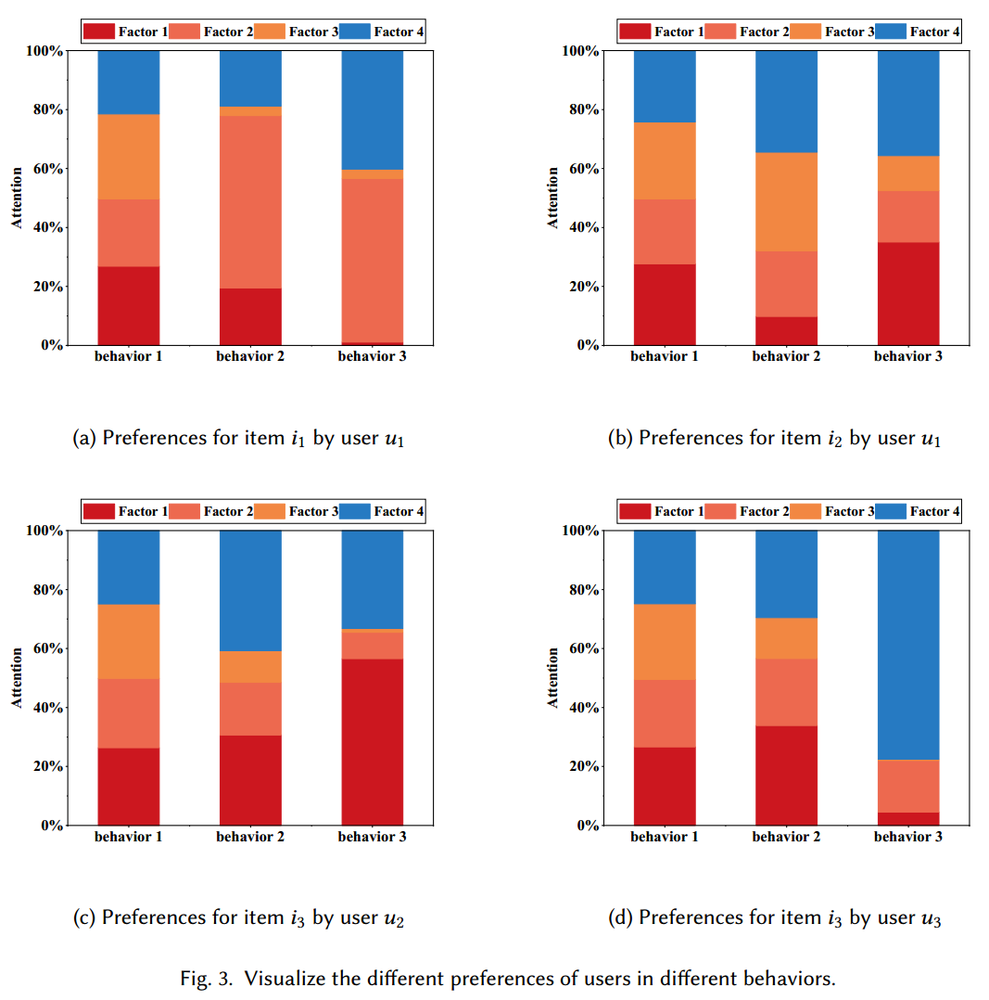 Factor 1 Factor 2 Factor 3 Factor 4
100%
80%
60%
40%
20%
0%
Attention
behavior 1 behavior 2 behavior 3
(a) Preferences for item i1 by user u1
Factor 1 Factor 2 Factor 3 Factor 4
100%
80%
60%
40%
20%
0%
Attention
behavior 1 behavior 2 behavior 3
(b) Preferences for item i2 by user u1
Factor 1 Factor 2 Factor 3 Factor 4
100%
80%
60%
40%
20%
0%
Attention
behavior 1 behavior 2 behavior 3
(c) Preferences for item i3 by user u2
Factor 1 Factor 2 Factor 3 Factor 4
100%
80%
60%
40%
20%
0%
Attention
behavior 1 behavior 2 behavior 3
(d) Preferences for item i3 by user u3
Fig. 3. Visualize the different preferences of users in different behaviors.